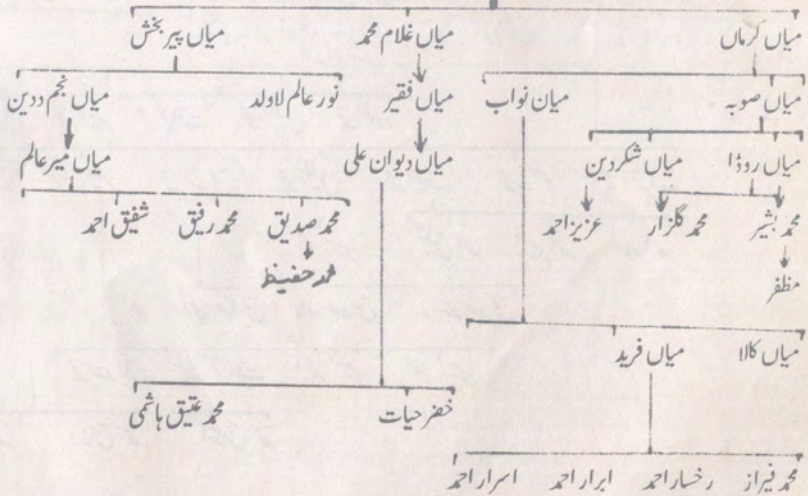 میاں کرماں میاں غلام محمد میاں پیر بخش
میاں صوبہ میان نواب میاں فقیر نور عالم لاولد میاں نجم ددین
میاں روڈا میاں شکردین میاں دیوان علی میاں میر عالم
محمد بشیر محمد گلزار عزیز احمد محمد صدیق محمد رفیق شفیق احمد
مظفر محمد حفیظ
میاں کالا میاں فرید
خضر حیات محمد عتیق ہاشمی
محمد فیراز رخسار احمد ابرار احمد اسرار احمد